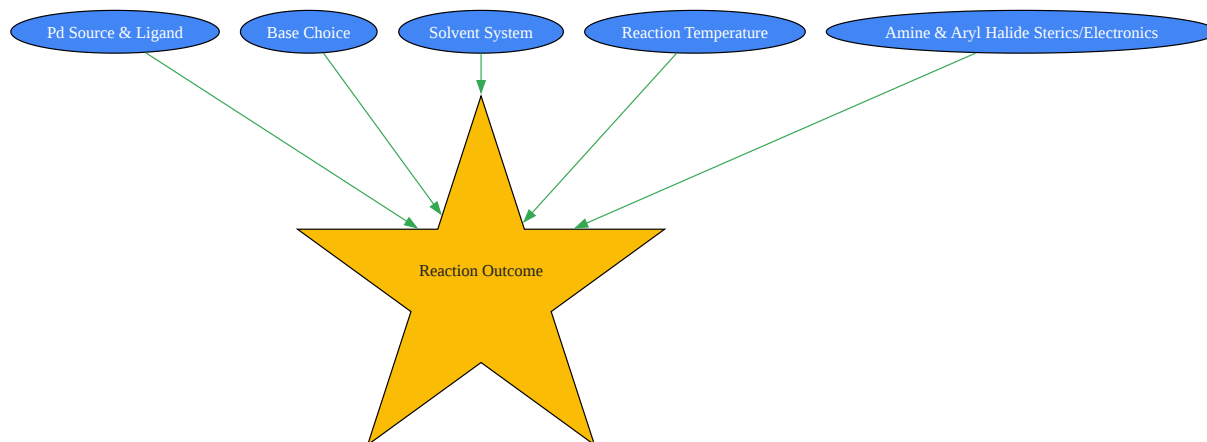 Pd Source & Ligand
Base Choice
Solvent System
Reaction Temperature
Amine & Aryl Halide Sterics/Electronics
Reaction Outcome